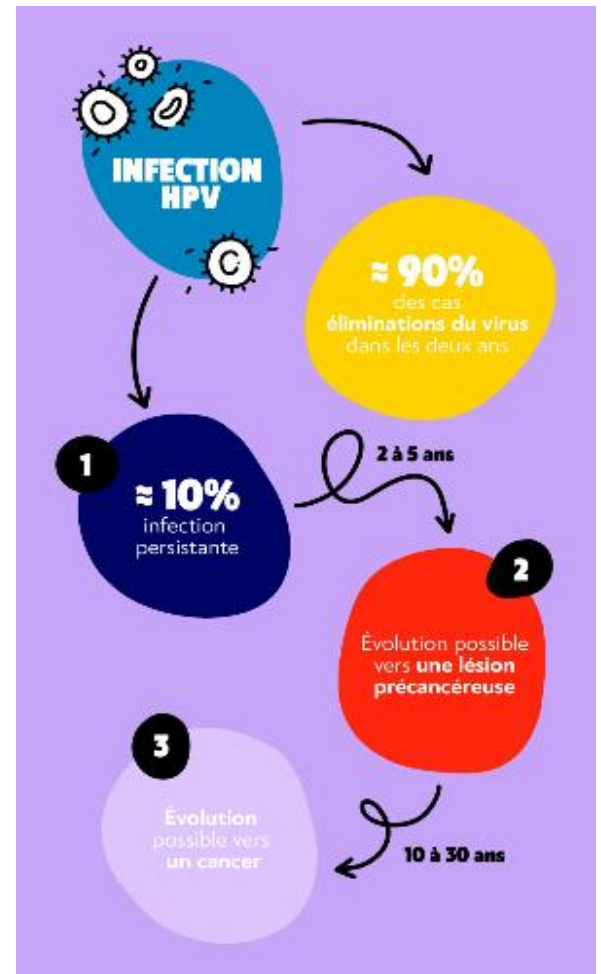 INFECTION
HPV
≈ 90%
des cas
éliminations du virus
dans les deux ans
1
≈ 10%
infection
persistante
2 à 5 ans
2
Évolution possible
vers une lésion
précancéreuse
3
Évolution
possible vers
un cancer
10 à 30 ans